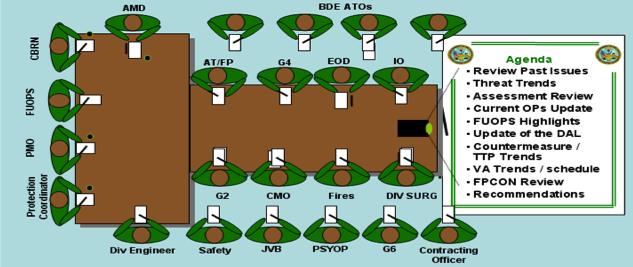 AMD
BDE ATOs
CBRN
AT/FP
G4
EOD
IO
FUOPS
PMO
Protection
Coordinator
G2
CMO
Fires
DIV SURG
Div Engineer
Safety
JVB
PSYOP
G6
Contracting
Officer
Agenda
• Review Past Issues
• Threat Trends
• Assessment Review
• Current OPs Update
• FUOPS Highlights
• Update of the DAL
• Countermeasure /
TTP Trends
• VA Trends / schedule
• FPCON Review
• Recommendations